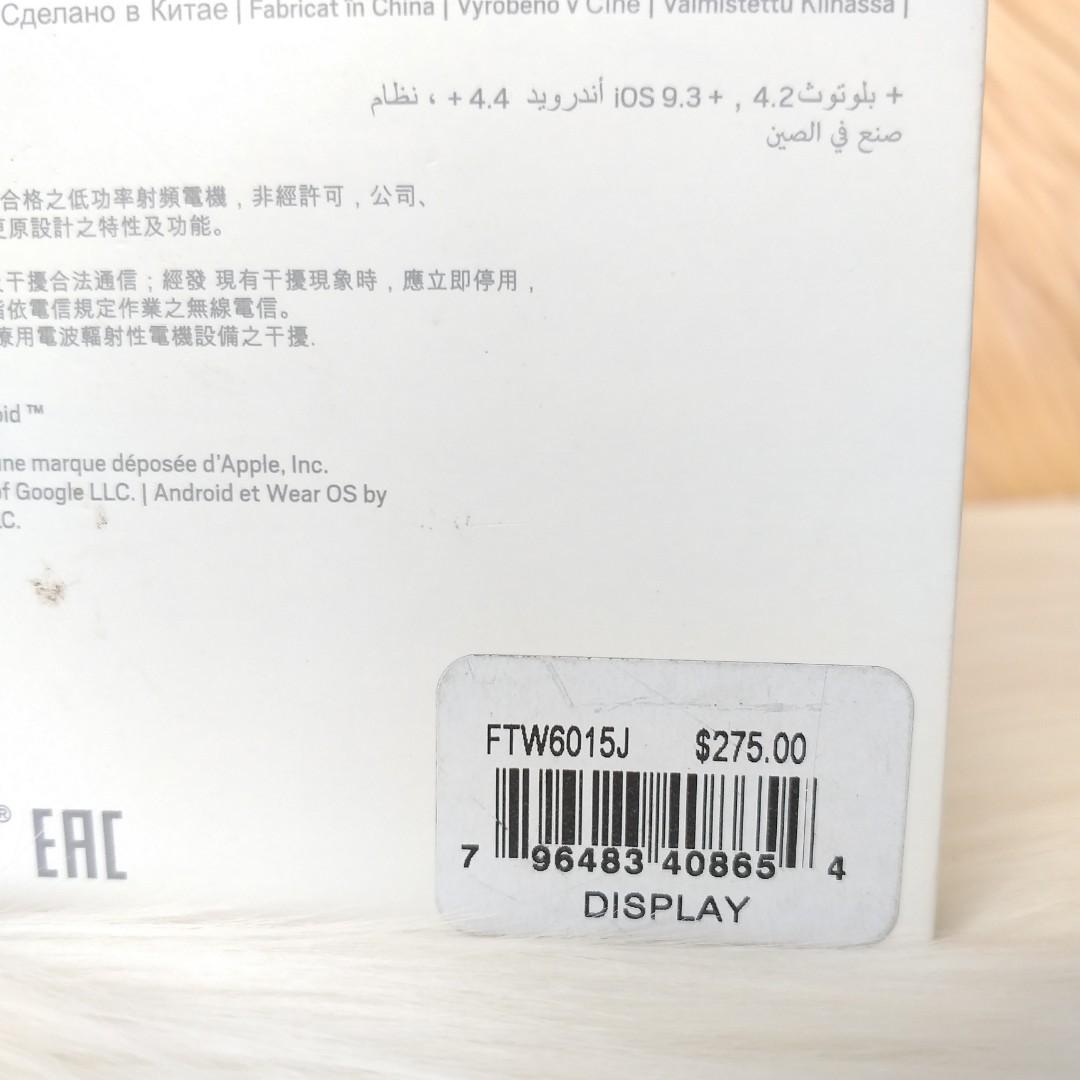 Сделано в Китае | Fabricat în China | Vyrobeno v Číně | Valmistettu Kiinassa |
+ بلوتوث 4.2 , iOS 9.3 + أندرويد 4.4 + ، نظام
صنع في الصين
合格之低功率射頻電機，非經許可，公司、
原設計之特性及功能。
干擾合法通信；經發 現有干擾現象時，應立即停用，
依電信規定作業之無線電信。
療用電波輻射性電機設備之干擾.
oid ™
une marque déposée d'Apple, Inc.
of Google LLC. | Android et Wear OS by
LC.
FTW6015J $275.00
7 96483 40865 4
DISPLAY
® EAC